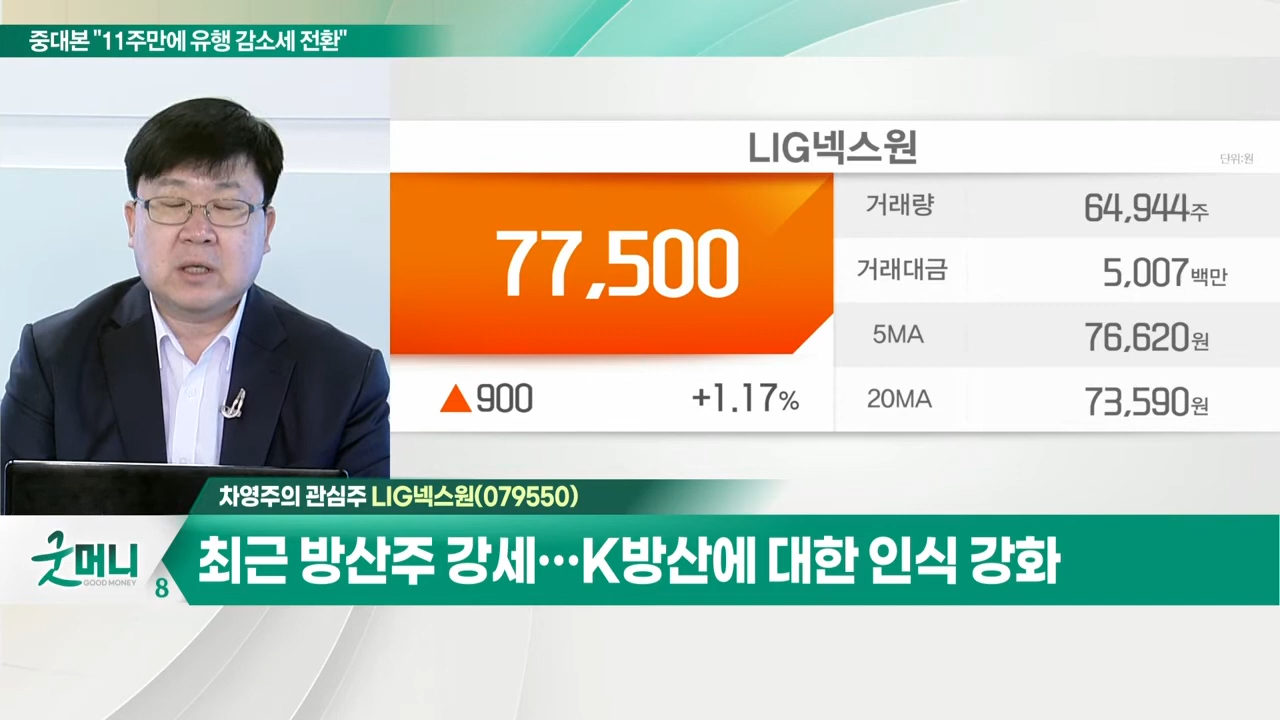 중대본 "11주만에 유행 감소세 전환"
LIG넥스원
단위:원
77,500
▲900 +1.17%
거래량 64,944주
거래대금 5,007백만
5MA 76,620원
20MA 73,590원
차영주의 관심주 LIG넥스원(079550)
최근 방산주 강세…K방산에 대한 인식 강화
굿머니
GOOD MONEY
8